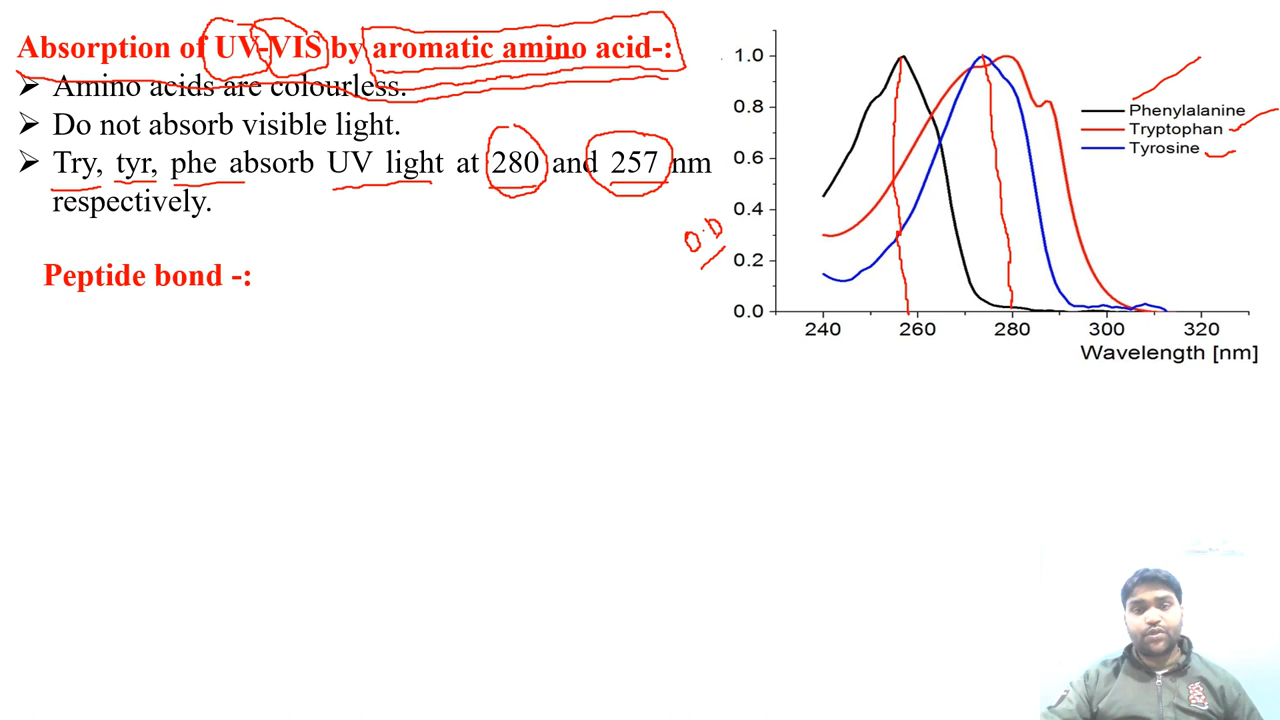 Absorption of UV-VIS by aromatic amino acid-:
➢ Amino acids are colourless.
➢ Do not absorb visible light.
➢ Try, tyr, phe absorb UV light at 280 and 257 nm
respectively.
Peptide bond -:
O.D
1.0
0.8
0.6
0.4
0.2
0.0
240 260 280 300 320
Wavelength [nm]
Phenylalanine
Tryptophan
Tyrosine